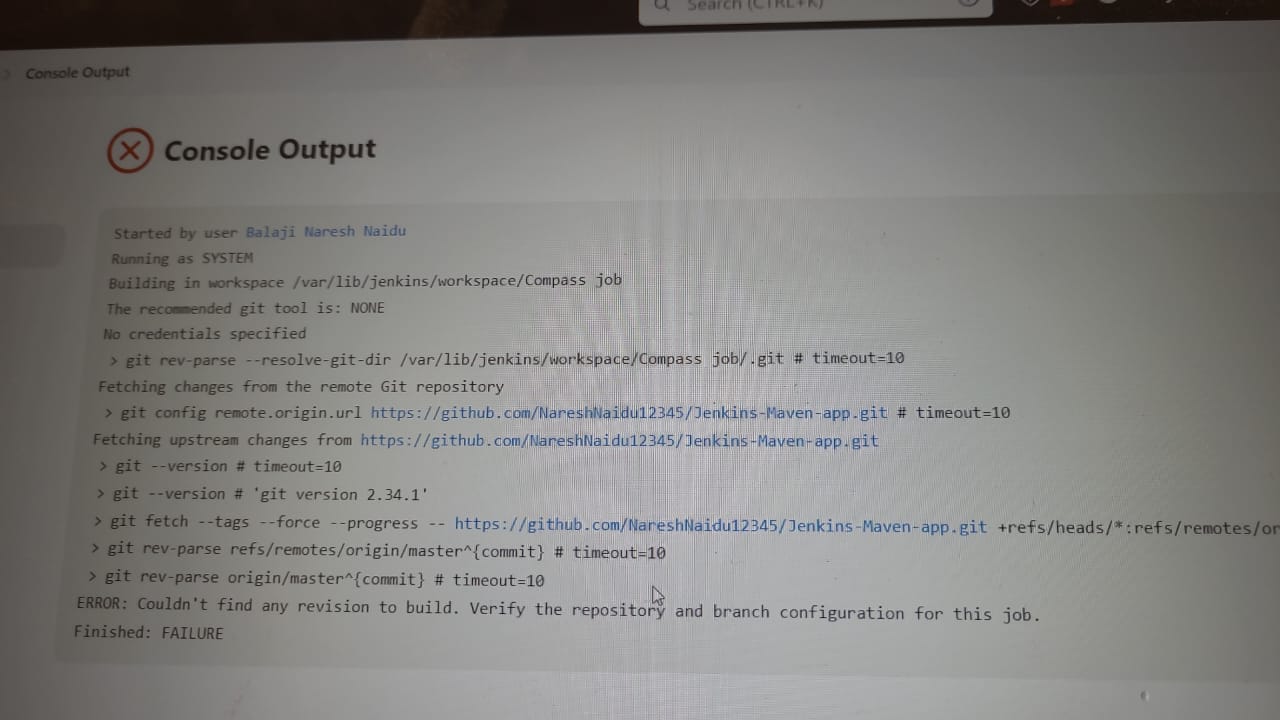 Search (CTRL+K)
Console Output
Console Output
Started by user Balaji Naresh Naidu
Running as SYSTEM
Building in workspace /var/lib/jenkins/workspace/Compass job
The recommended git tool is: NONE
No credentials specified
> git rev-parse --resolve-git-dir /var/lib/jenkins/workspace/Compass job/.git # timeout=10
Fetching changes from the remote Git repository
> git config remote.origin.url https://github.com/NareshNaidu12345/Jenkins-Maven-app.git # timeout=10
Fetching upstream changes from https://github.com/NareshNaidu12345/Jenkins-Maven-app.git
> git --version # timeout=10
> git --version # 'git version 2.34.1'
> git fetch --tags --force --progress -- https://github.com/NareshNaidu12345/Jenkins-Maven-app.git +refs/heads/*:refs/remotes/or
> git rev-parse refs/remotes/origin/master^{commit} # timeout=10
> git rev-parse origin/master^{commit} # timeout=10
ERROR: Couldn't find any revision to build. Verify the repository and branch configuration for this job.
Finished: FAILURE